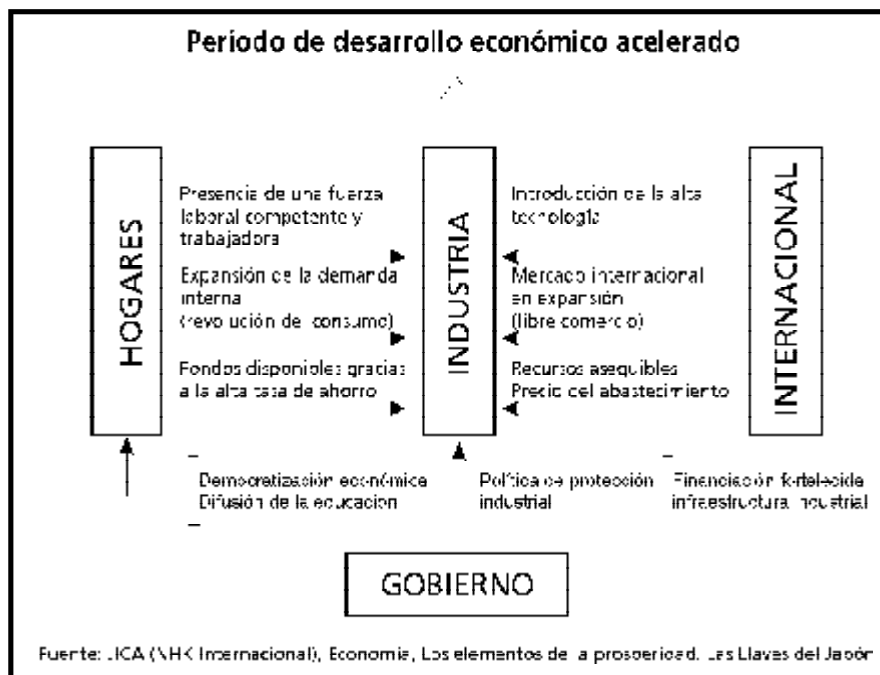 Período de desarrollo económico acelerado
HOGARES
Presencia de una fuerza
laboral competente y
trabajadora
Expansión de la demanda
interna
(revolución del consumo)
Fondos disponibles gracias
a la alta tasa de ahorro
INDUSTRIA
Introducción de la alta
tecnología
Mercado internacional
en expansión
(libre comercio)
Recursos asequibles
Precio del abastecimiento
INTERNACIONAL
Democratización económica
Difusión de la educacion
Política de protección
industrial
Financiación fortelecida
infraestructura industrial
GOBIERNO
Fuente: JICA (NHK Internacional), Economía, Los elementos de la prosperidad. Las Llaves del Japón